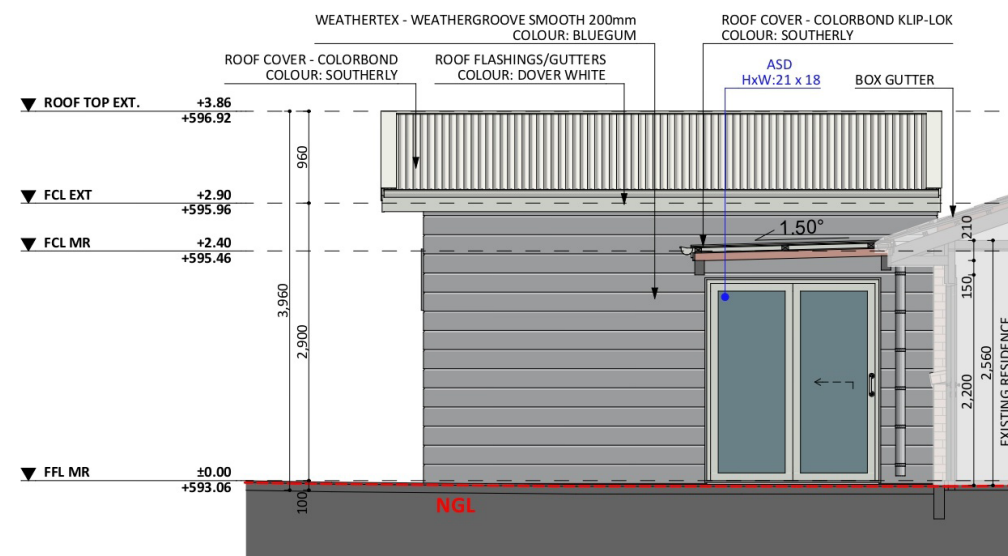 WEATHERTEX - WEATHERGROOVE SMOOTH 200mm
COLOUR: BLUEGUM
ROOF COVER - COLORBOND KLIP-LOK
COLOUR: SOUTHERLY
ROOF COVER - COLORBOND
COLOUR: SOUTHERLY
ROOF FLASHINGS/GUTTERS
COLOUR: DOVER WHITE
ASD
HxW:21 x 18
BOX GUTTER
ROOF TOP EXT. +3.86
+596.92
960
FCL EXT +2.90
+595.96
FCL MR +2.40
+595.46
1.50°
210
150
3,960
2,900
2,200
2,560
EXISTING RESIDENCE
FFL MR ±0.00
+593.06
100
NGL